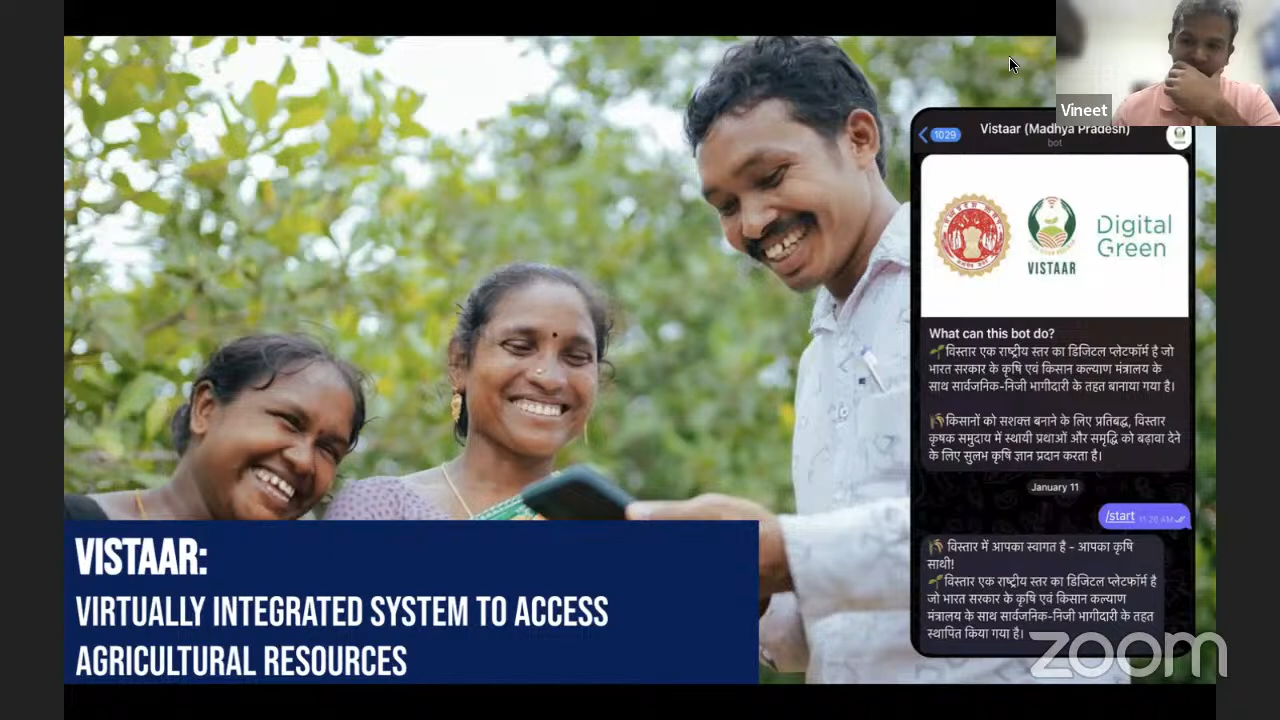 Vineet
1029
Vistaar (Madhya Pradesh)
bot
VISTAAR
Digital
Green
What can this bot do?
🌱विस्तार एक राष्ट्रीय स्तर का डिजिटल प्लेटफॉर्म है जो
भारत सरकार के कृषि एवं किसान कल्याण मंत्रालय के
साथ सार्वजनिक-निजी भागीदारी के तहत बानाया गया है।
🌾किसानों को सशक्त बनाने के लिए प्रतिबद्ध, विस्तार
कृषक समुदाय में स्थायी प्रथाओं और समृद्धि को बढ़ावा देने
के लिए सुलभ कृषि ज्ञान प्रदान करता है।
January 11
/start 11:26 AM
🌾 विस्तार में आपका स्वागत है - आपका कृषि
साथी!
🌱विस्तार एक राष्ट्रीय स्तर का डिजिटल प्लेटफॉर्म है
जो भारत सरकार के कृषि एवं किसान कल्याण
मंत्रालय के साथ सार्वजनिक-निजी भागीदारी के तहत
स्थापित किया गया है।
VISTAAR:
VIRTUALLY INTEGRATED SYSTEM TO ACCESS
AGRICULTURAL RESOURCES
zoom